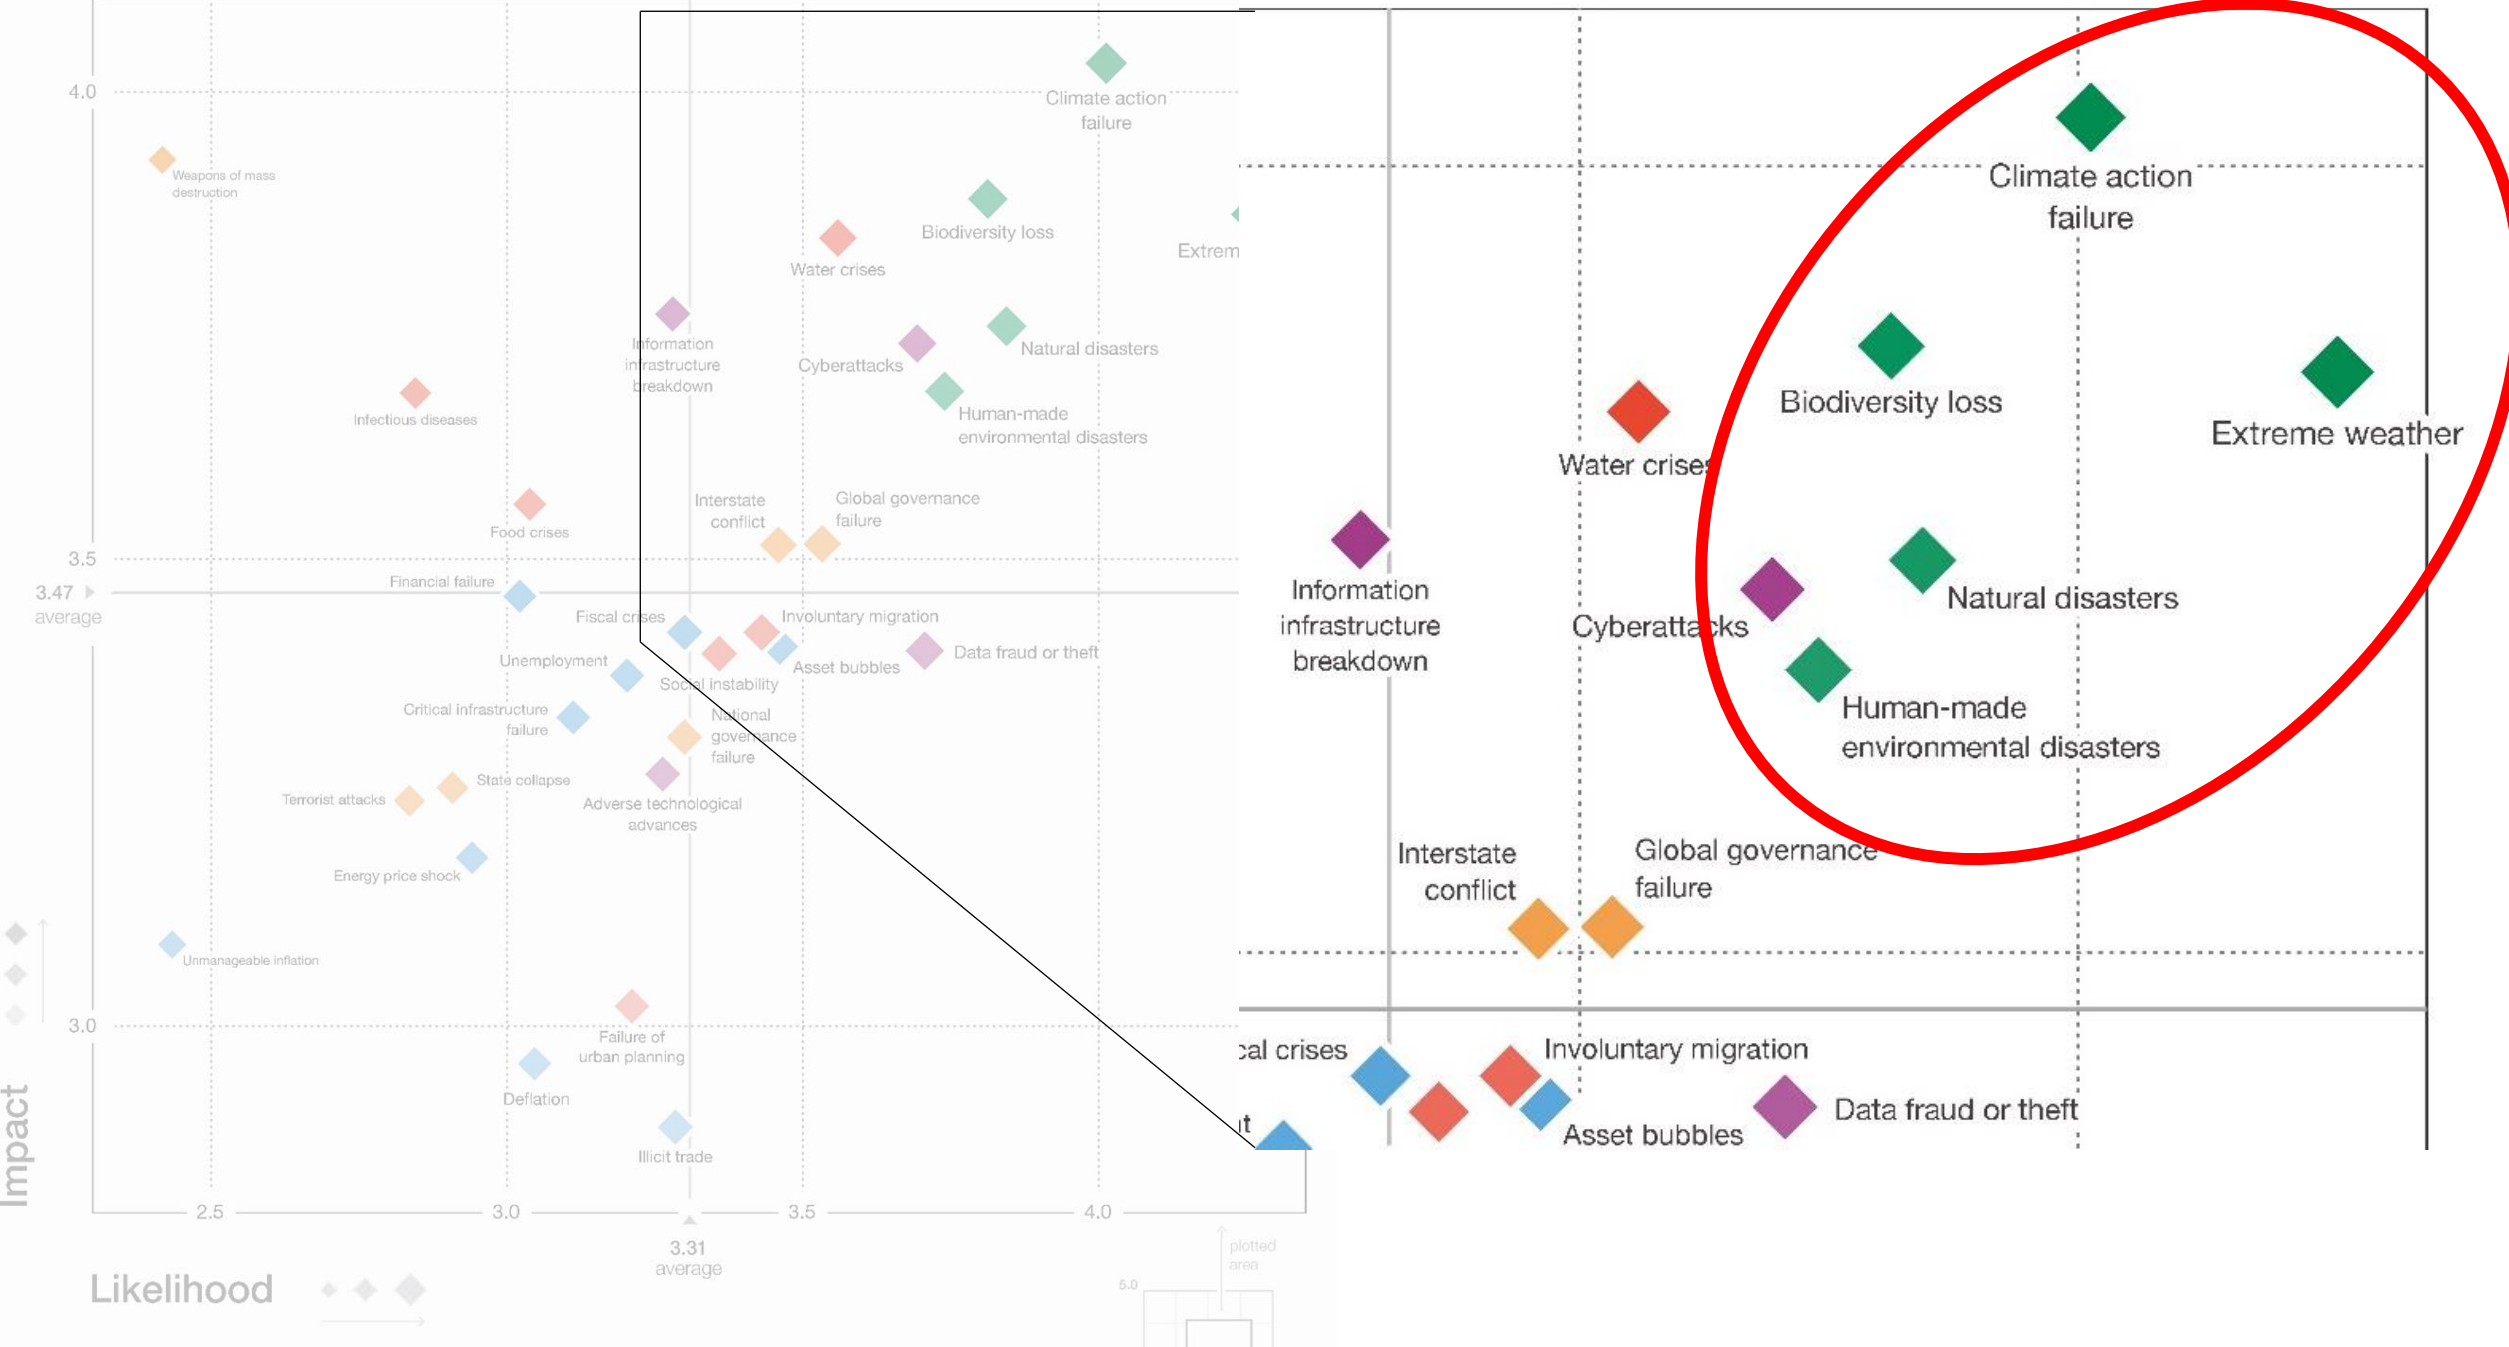 4.0
Climate action
failure
Weapons of mass
destruction
Biodiversity loss
Water crises
Extrem
Information
infrastructure
breakdown
Cyberattacks
Natural disasters
Infectious diseases
Human-made
environmental disasters
Interstate
conflict
Global governance
failure
Food crises
3.5
3.47
average
Financial failure
Fiscal crises
Involuntary migration
Unemployment
Social instability
Asset bubbles
Data fraud or theft
Critical infrastructure
failure
National
governance
failure
State collapse
Terrorist attacks
Adverse technological
advances
Energy price shock
Unmanageable inflation
3.0
Failure of
urban planning
Deflation
Illicit trade
Impact
2.5
3.0
3.5
4.0
3.31
average
Likelihood
plotted
area
5.0
Climate action
failure
Biodiversity loss
Extreme weather
Water crises
Information
infrastructure
breakdown
Cyberattacks
Natural disasters
Human-made
environmental disasters
Interstate
conflict
Global governance
failure
cal crises
Involuntary migration
Asset bubbles
Data fraud or theft
t